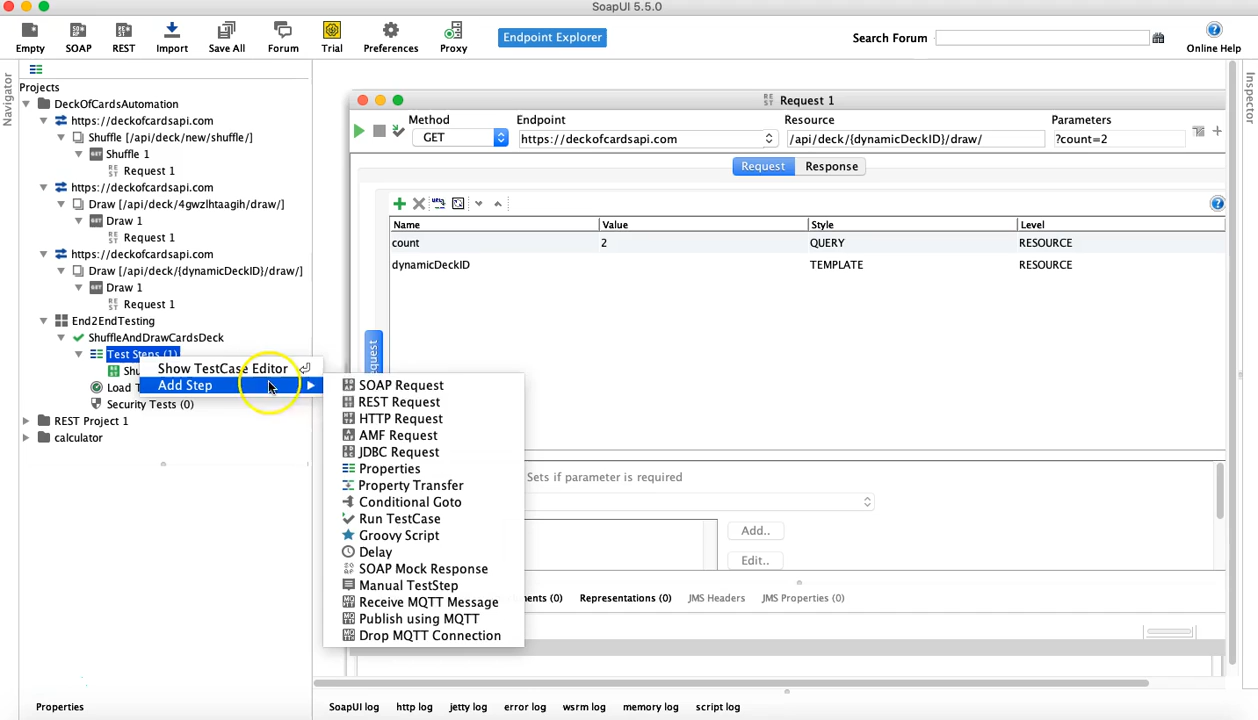 SoapUI 5.5.0
Empty
SOAP
REST
Import
Save All
Forum
Trial
Preferences
Proxy
Endpoint Explorer
Search Forum
Online Help
Navigator
Projects
DeckOfCardsAutomation
https://deckofcardsapi.com
Shuffle [/api/deck/new/shuffle/]
Shuffle 1
Request 1
https://deckofcardsapi.com
Draw [/api/deck/4gwzlhtaagih/draw/]
Draw 1
Request 1
https://deckofcardsapi.com
Draw [/api/deck/{dynamicDeckID}/draw/]
Draw 1
Request 1
End2EndTesting
ShuffleAndDrawCardsDeck
Test Steps (1)
Shu
Load T
Security Tests (0)
REST Project 1
calculator
Show TestCase Editor
Add Step
SOAP Request
REST Request
HTTP Request
AMF Request
JDBC Request
Properties
Property Transfer
Conditional Goto
Run TestCase
Groovy Script
Delay
SOAP Mock Response
Manual TestStep
Receive MQTT Message
Publish using MQTT
Drop MQTT Connection
Request 1
Method
Endpoint
Resource
Parameters
GET
https://deckofcardsapi.com
/api/deck/{dynamicDeckID}/draw/
?count=2
Request
Response
Name Value Style Level
count 2 QUERY RESOURCE
dynamicDeckID TEMPLATE RESOURCE
quest
Sets if parameter is required
Add..
Edit..
ments (0)
Representations (0)
JMS Headers
JMS Properties (0)
Inspector
Properties
SoapUI log
http log
jetty log
error log
wsrm log
memory log
script log